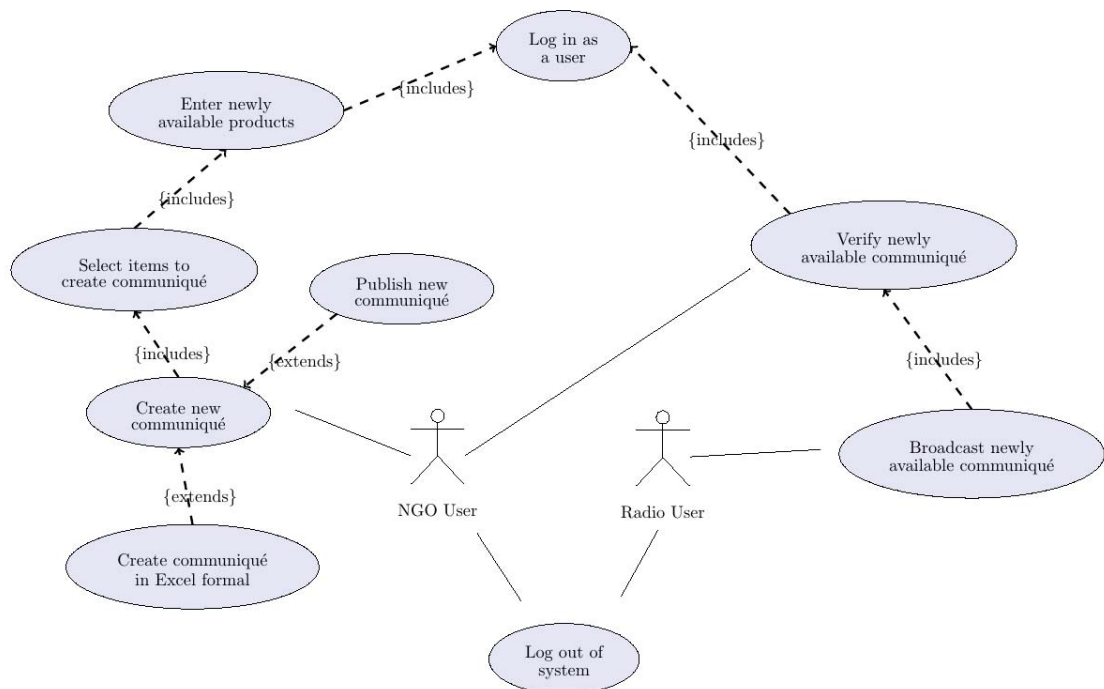 Log in as
a user
{includes}
Enter newly
available products
{includes}
{includes}
Select items to
create communiqué
Verify newly
available communiqué
Publish new
communiqué
{includes}
{extends}
{includes}
Create new
communiqué
Broadcast newly
available communiqué
{extends}
NGO User
Radio User
Create communiqué
in Excel formal
Log out of
system